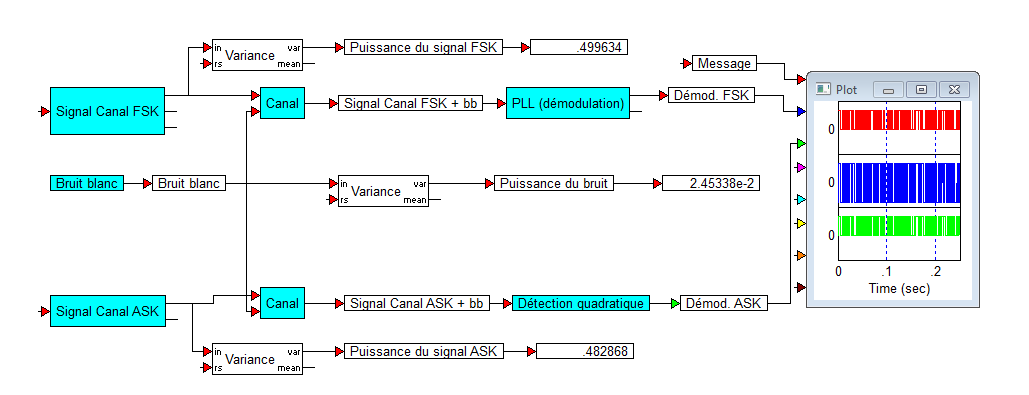 in
rs
Variance
var
mean
Puissance du signal FSK
.499634
Message
Signal Canal FSK
Canal
Signal Canal FSK + bb
PLL (démodulation)
Démod. FSK
Plot
0
0
0
0
.1
.2
Time (sec)
Bruit blanc
Bruit blanc
in
rs
Variance
var
mean
Puissance du bruit
2.45338e-2
Signal Canal ASK
Canal
Signal Canal ASK + bb
Détection quadratique
Démod. ASK
in
rs
Variance
var
mean
Puissance du signal ASK
.482868